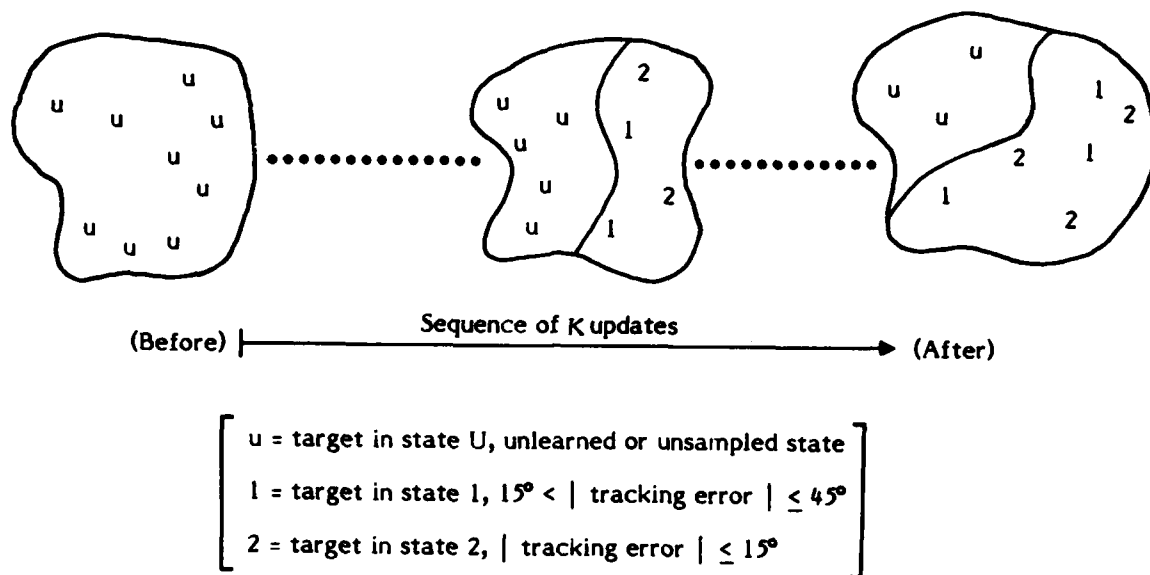 u
u u u
u
u
u u u
2
u u 1
u
u 2
u 1
u 1
u 2
u 2 1
1
2
Sequence of K updates
(Before) (After)
u = target in state U, unlearned or unsampled state
1 = target in state 1, 15° < | tracking error | ≤ 45°
2 = target in state 2, | tracking error | ≤ 15°